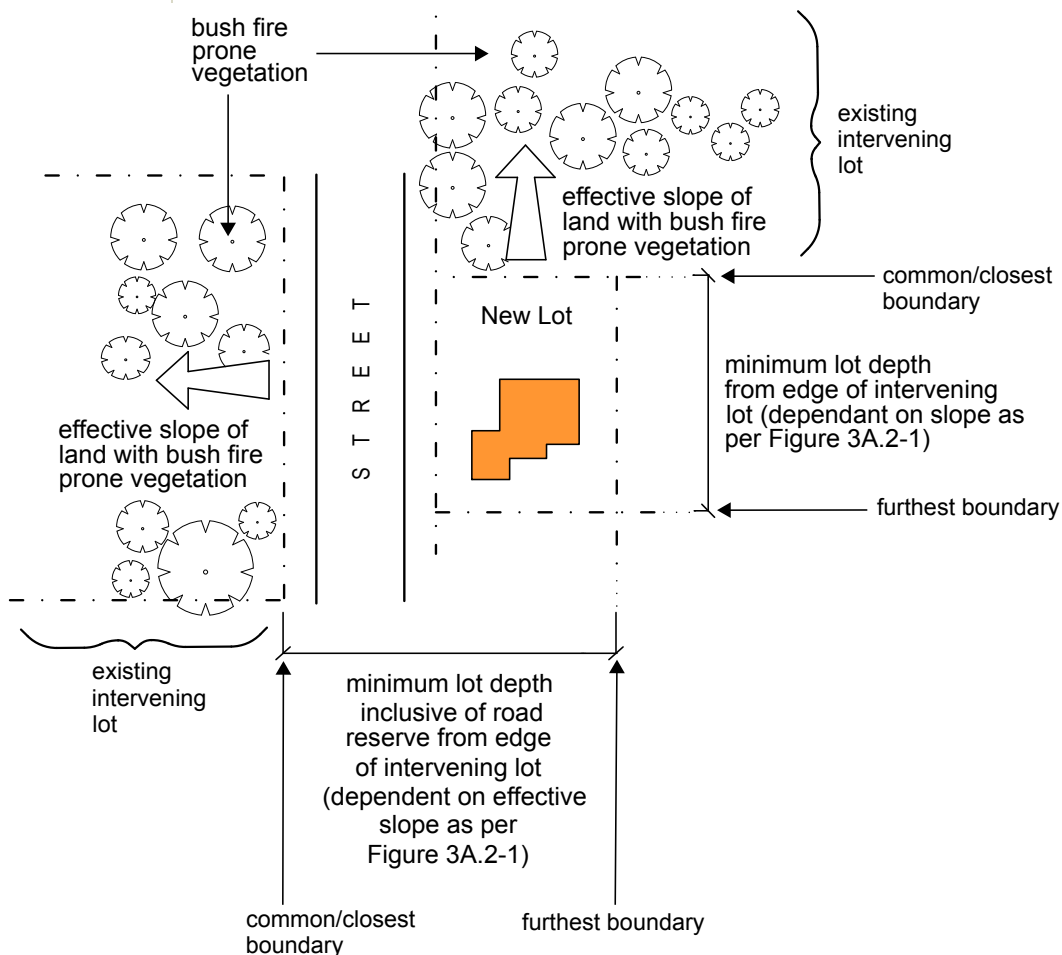 bush fire
prone
vegetation
existing
intervening
lot
effective slope of
land with bush fire
prone vegetation
common/closest
boundary
New Lot
STREET
minimum lot depth
from edge of intervening
lot (dependant on slope as
per Figure 3A.2-1)
effective slope of
land with bush fire
prone vegetation
furthest boundary
existing
intervening
lot
minimum lot depth
inclusive of road
reserve from edge
of intervening lot
(dependent on effective
slope as per
Figure 3A.2-1)
common/closest
boundary
furthest boundary